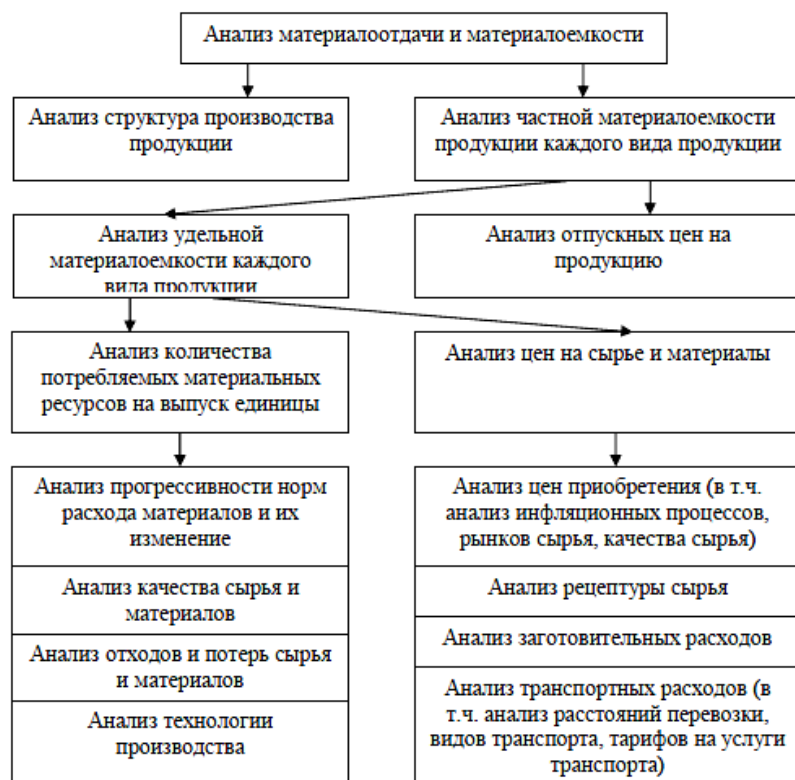 Анализ материалоотдачи и материалоемкости
Анализ структура производства
продукции
Анализ частной материалоемкости
продукции каждого вида продукции
Анализ удельной
материалоемкости каждого
вида продукции
Анализ отпускных цен на
продукцию
Анализ количества
потребляемых материальных
ресурсов на выпуск единицы
Анализ цен на сырье и материалы
Анализ прогрессивности норм
расхода материалов и их
изменение
Анализ цен приобретения (в т.ч.
анализ инфляционных процессов,
рынков сырья, качества сырья)
Анализ качества сырья и
материалов
Анализ рецептуры сырья
Анализ отходов и потерь сырья
и материалов
Анализ заготовительных расходов
Анализ технологии
производства
Анализ транспортных расходов (в
т.ч. анализ расстояний перевозки,
видов транспорта, тарифов на услуги
транспорта)